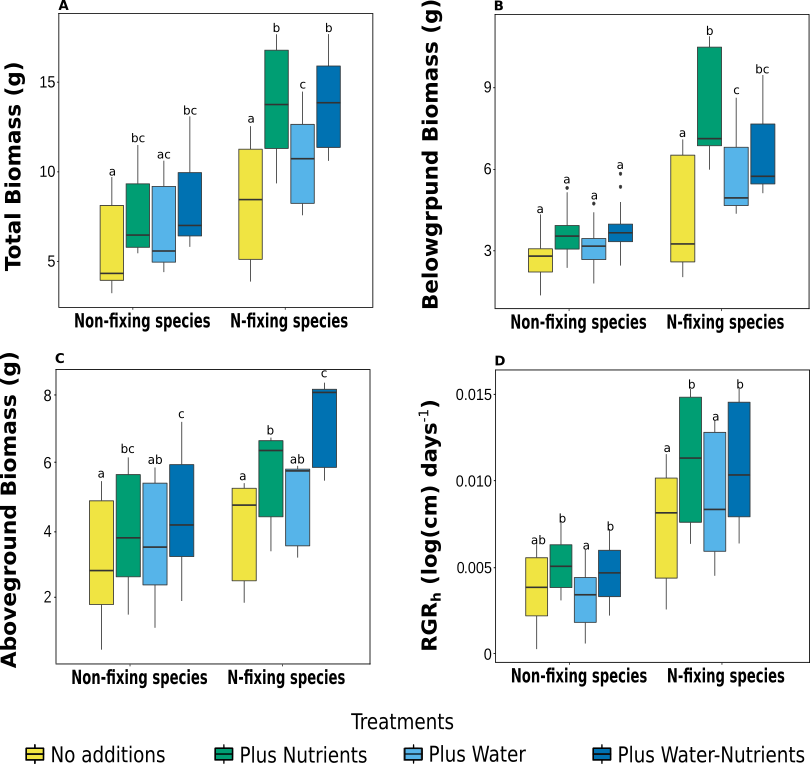 A
Total Biomass (g)
15
10
5
a
bc
ac
bc
a
b
c
b
Non-fixing species
N-fixing species
B
Belowgrpund Biomass (g)
9
6
3
a
a
a
a
a
b
c
bc
Non-fixing species
N-fixing species
C
Aboveground Biomass (g)
8
6
4
2
a
bc
ab
c
a
b
ab
c
Non-fixing species
N-fixing species
D
RGRh (log(cm) days-1)
0.015
0.010
0.005
0
ab
b
a
b
a
b
a
b
Non-fixing species
N-fixing species
Treatments
No additions
Plus Nutrients
Plus Water
Plus Water-Nutrients